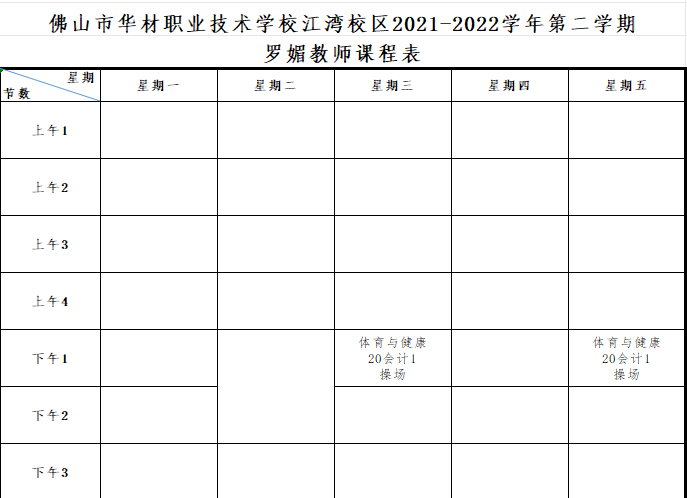 佛山市华材职业技术学校江湾校区2021-2022学年第二学期
罗媚教师课程表
星期
节数
星期一
星期二
星期三
星期四
星期五
上午1
上午2
上午3
上午4
下午1
体育与健康
20会计1
操场
体育与健康
20会计1
操场
下午2
下午3